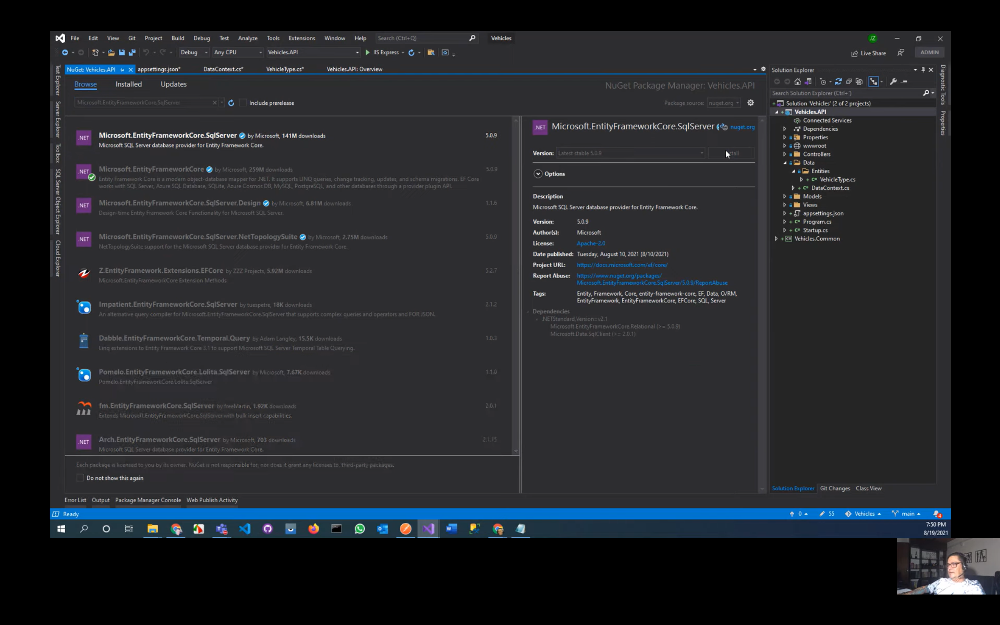 File Edit View Git Project Build Debug Test Analyze Tools Extensions Window Help Search (Ctrl+Q) Vehicles JZ
Debug Any CPU Vehicles.API IIS Express Live Share ADMIN
NuGet: Vehicles.API appsettings.json* DataContext.cs* VehicleType.cs* Vehicles.API: Overview
Test Explorer
Server Explorer
Toolbox
SQL Server Object Explorer
Cloud Explorer
Browse Installed Updates NuGet Package Manager: Vehicles.API
Microsoft.EntityFrameworkCore.SqlServer Include prerelease Package source: nuget.org
.NET Microsoft.EntityFrameworkCore.SqlServer by Microsoft, 141M downloads 5.0.9
Microsoft SQL Server database provider for Entity Framework Core.
.NET Microsoft.EntityFrameworkCore by Microsoft, 259M downloads 5.0.9
Entity Framework Core is a modern object-database mapper for .NET. It supports LINQ queries, change tracking, updates, and schema migrations. EF Core
works with SQL Server, Azure SQL Database, SQLite, Azure Cosmos DB, MySQL, PostgreSQL, and other databases through a provider plugin API.
.NET Microsoft.EntityFrameworkCore.SqlServer.Design by Microsoft, 6.81M downloads 1.1.6
Design-time Entity Framework Core Functionality for Microsoft SQL Server.
.NET Microsoft.EntityFrameworkCore.SqlServer.NetTopologySuite by Microsoft, 2.75M downloads 5.0.9
NetTopologySuite support for the Microsoft SQL Server database provider for Entity Framework Core.
Z.EntityFramework.Extensions.EFCore by ZZZ Projects, 5.92M downloads 5.2.7
Microsoft.EntityFrameworkCore Extension Methods
Impatient.EntityFrameworkCore.SqlServer by tuespetre, 18K downloads 2.1.2
An alternative query compiler for Microsoft.EntityFrameworkCore.SqlServer that supports complex queries and operators and FOR JSON.
Dabble.EntityFrameworkCore.Temporal.Query by Adam Langley, 15.5K downloads 1.0.3
Linq extensions to Entity Framework Core 3.1 to support Microsoft SQL Server Temporal Table Querying.
Pomelo.EntityFrameworkCore.Lolita.SqlServer by Microsoft, 7.67K downloads 1.1.0
Pomelo.EntityFrameworkCore.Lolita.SqlServer
fm.EntityFrameworkCore.SqlServer by freeMartin, 1.92K downloads 2.0.1
Extends Microsoft.EntityFrameworkCore.SqlServer with bulk insert capabilities.
.NET Arch.EntityFrameworkCore.SqlServer by Microsoft, 703 downloads 2.1.15
Microsoft SQL Server database provider for Entity Framework Core.
Each package is licensed to you by its owner. NuGet is not responsible for, nor does it grant any licenses to, third-party packages.
Do not show this again
.NET Microsoft.EntityFrameworkCore.SqlServer nuget.org
Version: Latest stable 5.0.9
Options
Description
Microsoft SQL Server database provider for Entity Framework Core.
Version: 5.0.9
Author(s): Microsoft
License: Apache-2.0
Date published: Tuesday, August 10, 2021 (8/10/2021)
Project URL: https://docs.microsoft.com/ef/core/
Report Abuse: https://www.nuget.org/packages/
Microsoft.EntityFrameworkCore.SqlServer/5.0.9/ReportAbuse
Tags: Entity, Framework, Core, entity-framework-core, EF, Data, O/RM,
EntityFramework, EntityFrameworkCore, EFCore, SQL, Server
Dependencies
.NETStandard,Version=v2.1
Microsoft.EntityFrameworkCore.Relational (>= 5.0.9)
Microsoft.Data.SqlClient (>= 2.0.1)
Solution Explorer
Search Solution Explorer (Ctrl+¨)
Solution 'Vehicles' (2 of 2 projects)
Vehicles.API
Connected Services
Dependencies
Properties
wwwroot
Controllers
Data
Entities
VehicleType.cs
DataContext.cs
Models
Views
appsettings.json
Program.cs
Startup.cs
Vehicles.Common
Solution Explorer Git Changes Class View
Diagnostic Tools
Properties
Error List Output Package Manager Console Web Publish Activity
Ready 0 55 Vehicles main 4
7:50 PM
8/19/2021